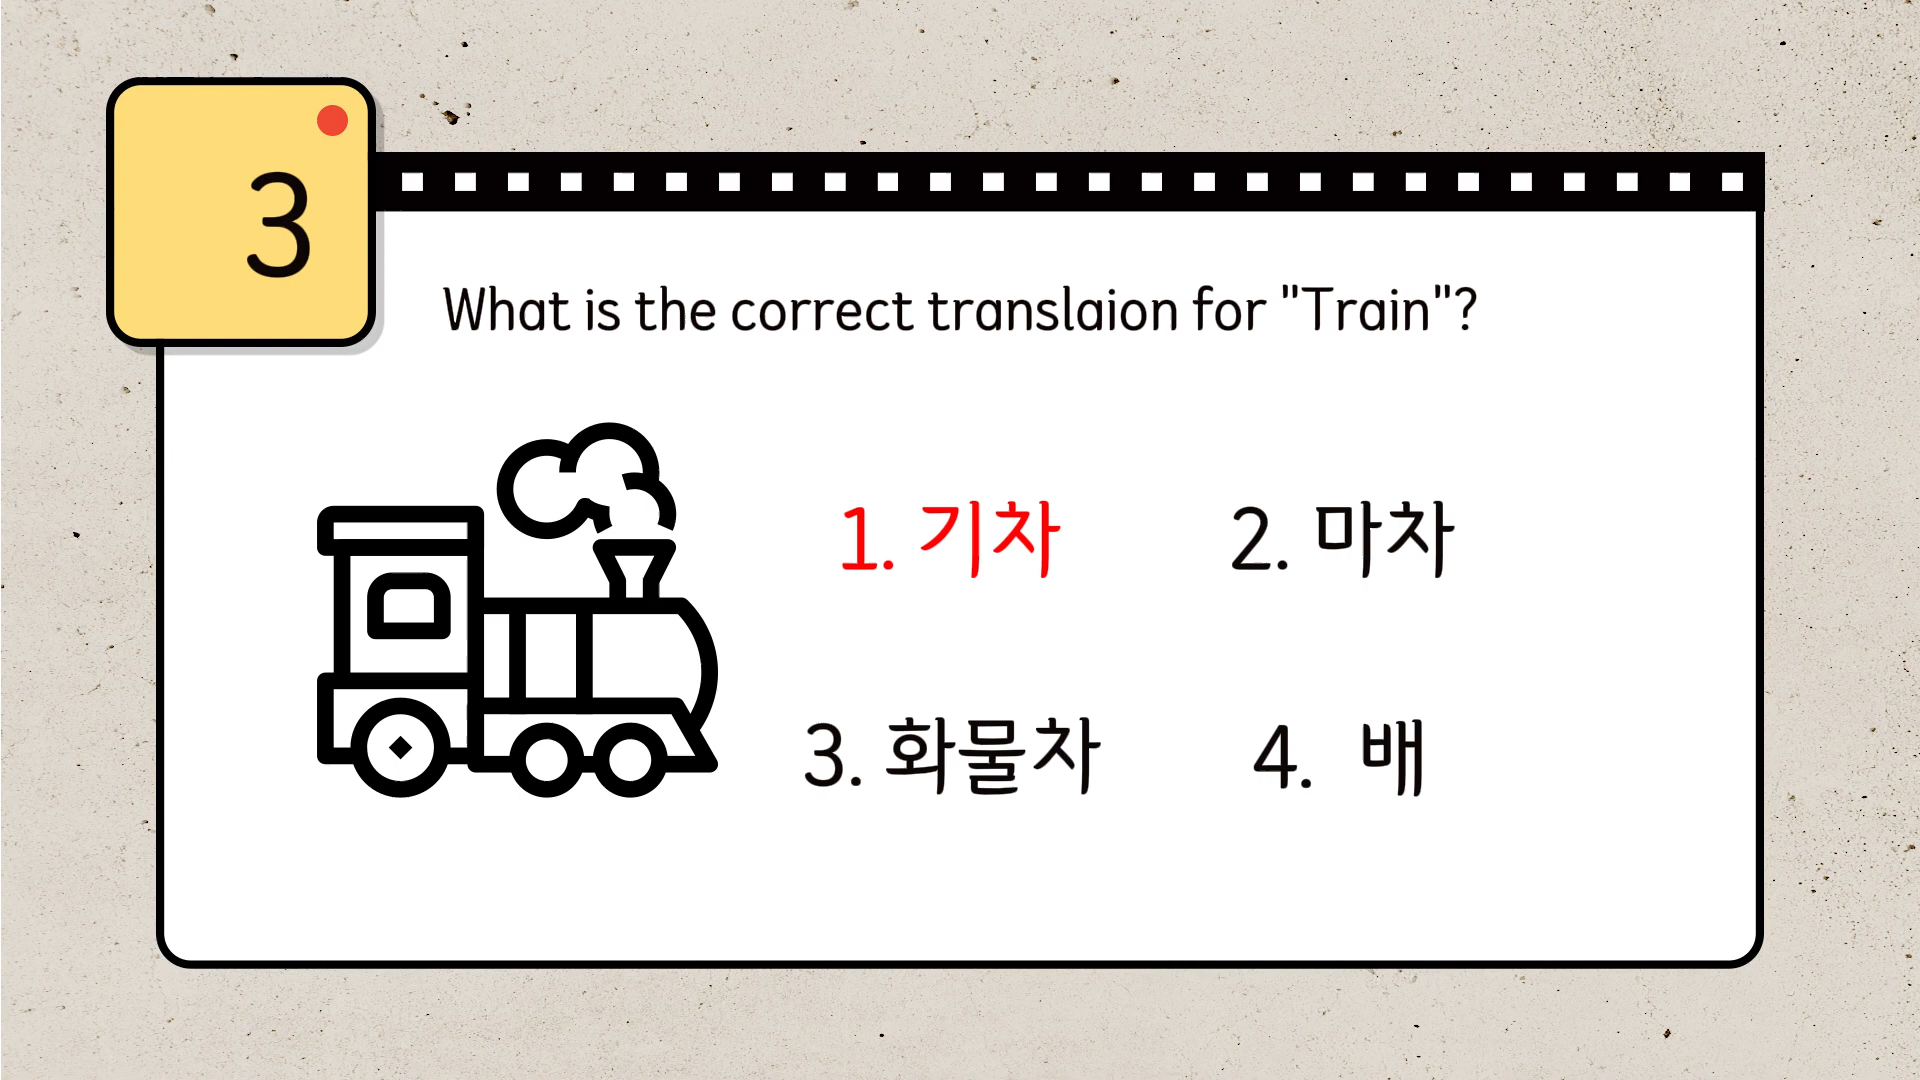 3
What is the correct translaion for "Train"?
1. 기차 2. 마차
3. 화물차 4. 배